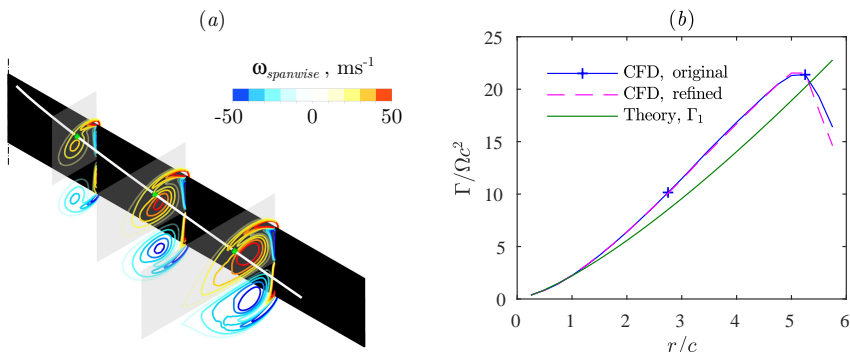 (a)
ω_spanwise , ms⁻¹
-50 0 50
(b)
25
20
15
10
5
0
Γ/Ωc²
CFD, original
CFD, refined
Theory, Γ₁
0 1 2 3 4 5 6
r/c